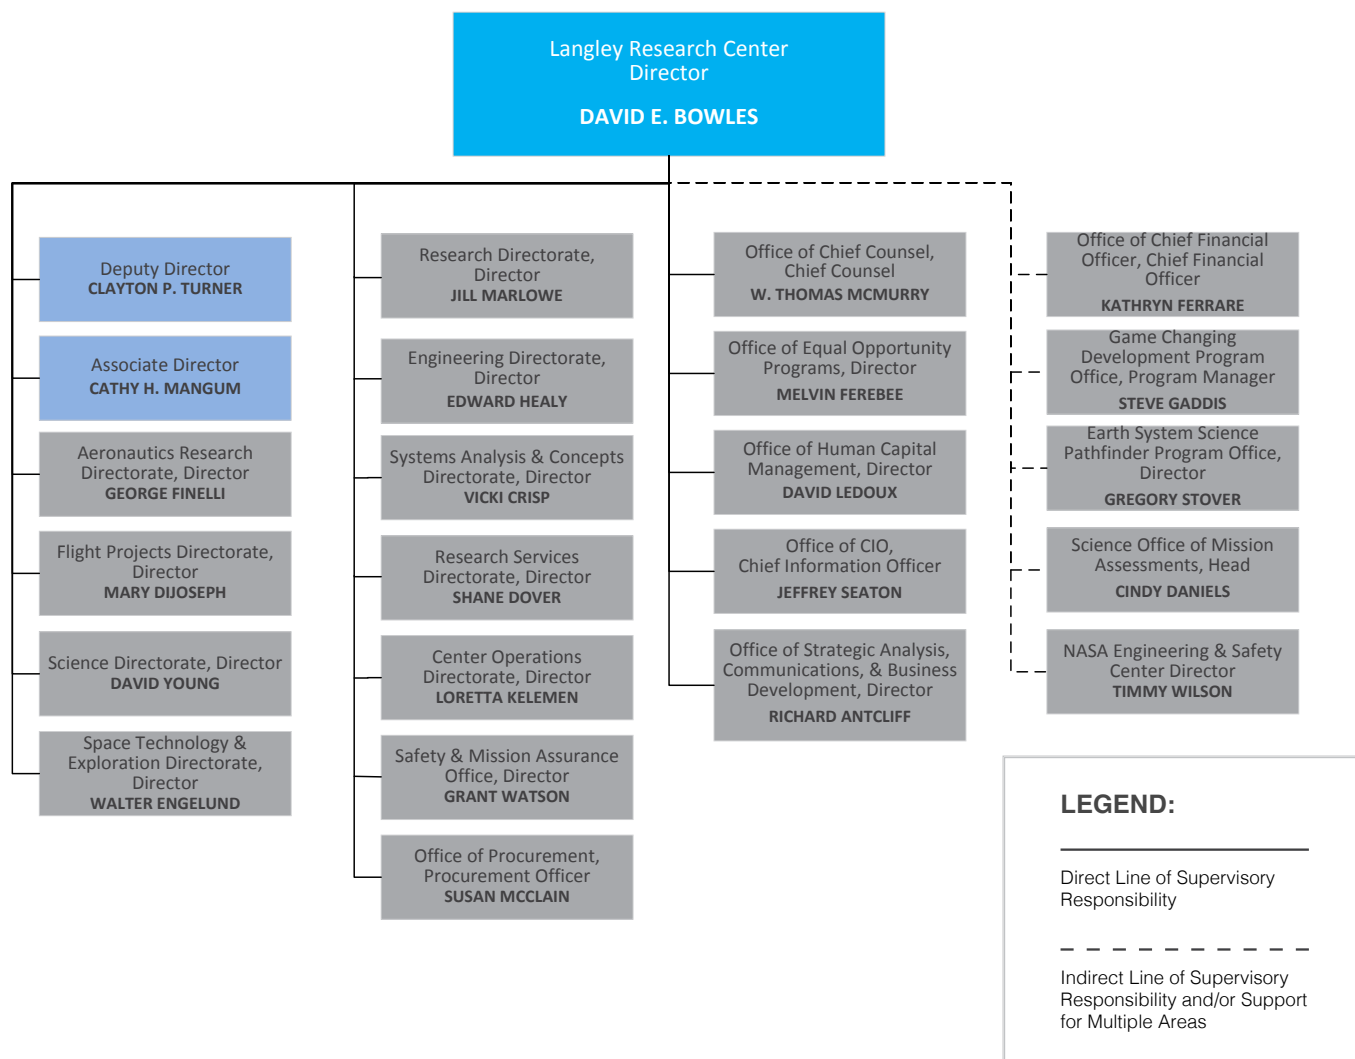 Langley Research Center
Director
DAVID E. BOWLES
Deputy Director
CLAYTON P. TURNER
Associate Director
CATHY H. MANGUM
Aeronautics Research
Directorate, Director
GEORGE FINELLI
Flight Projects Directorate,
Director
MARY DIJOSEPH
Science Directorate, Director
DAVID YOUNG
Space Technology &
Exploration Directorate,
Director
WALTER ENGELUND
Research Directorate,
Director
JILL MARLOWE
Engineering Directorate,
Director
EDWARD HEALY
Systems Analysis & Concepts
Directorate, Director
VICKI CRISP
Research Services
Directorate, Director
SHANE DOVER
Center Operations
Directorate, Director
LORETTA KELEMEN
Safety & Mission Assurance
Office, Director
GRANT WATSON
Office of Procurement,
Procurement Officer
SUSAN MCCLAIN
Office of Chief Counsel,
Chief Counsel
W. THOMAS MCMURRY
Office of Equal Opportunity
Programs, Director
MELVIN FEREBEE
Office of Human Capital
Management, Director
DAVID LEDOUX
Office of CIO,
Chief Information Officer
JEFFREY SEATON
Office of Strategic Analysis,
Communications, & Business
Development, Director
RICHARD ANTCLIFF
Office of Chief Financial
Officer, Chief Financial
Officer
KATHRYN FERRARE
Game Changing
Development Program
Office, Program Manager
STEVE GADDIS
Earth System Science
Pathfinder Program Office,
Director
GREGORY STOVER
Science Office of Mission
Assessments, Head
CINDY DANIELS
NASA Engineering & Safety
Center Director
TIMMY WILSON
LEGEND:
Direct Line of Supervisory
Responsibility
Indirect Line of Supervisory
Responsibility and/or Support
for Multiple Areas